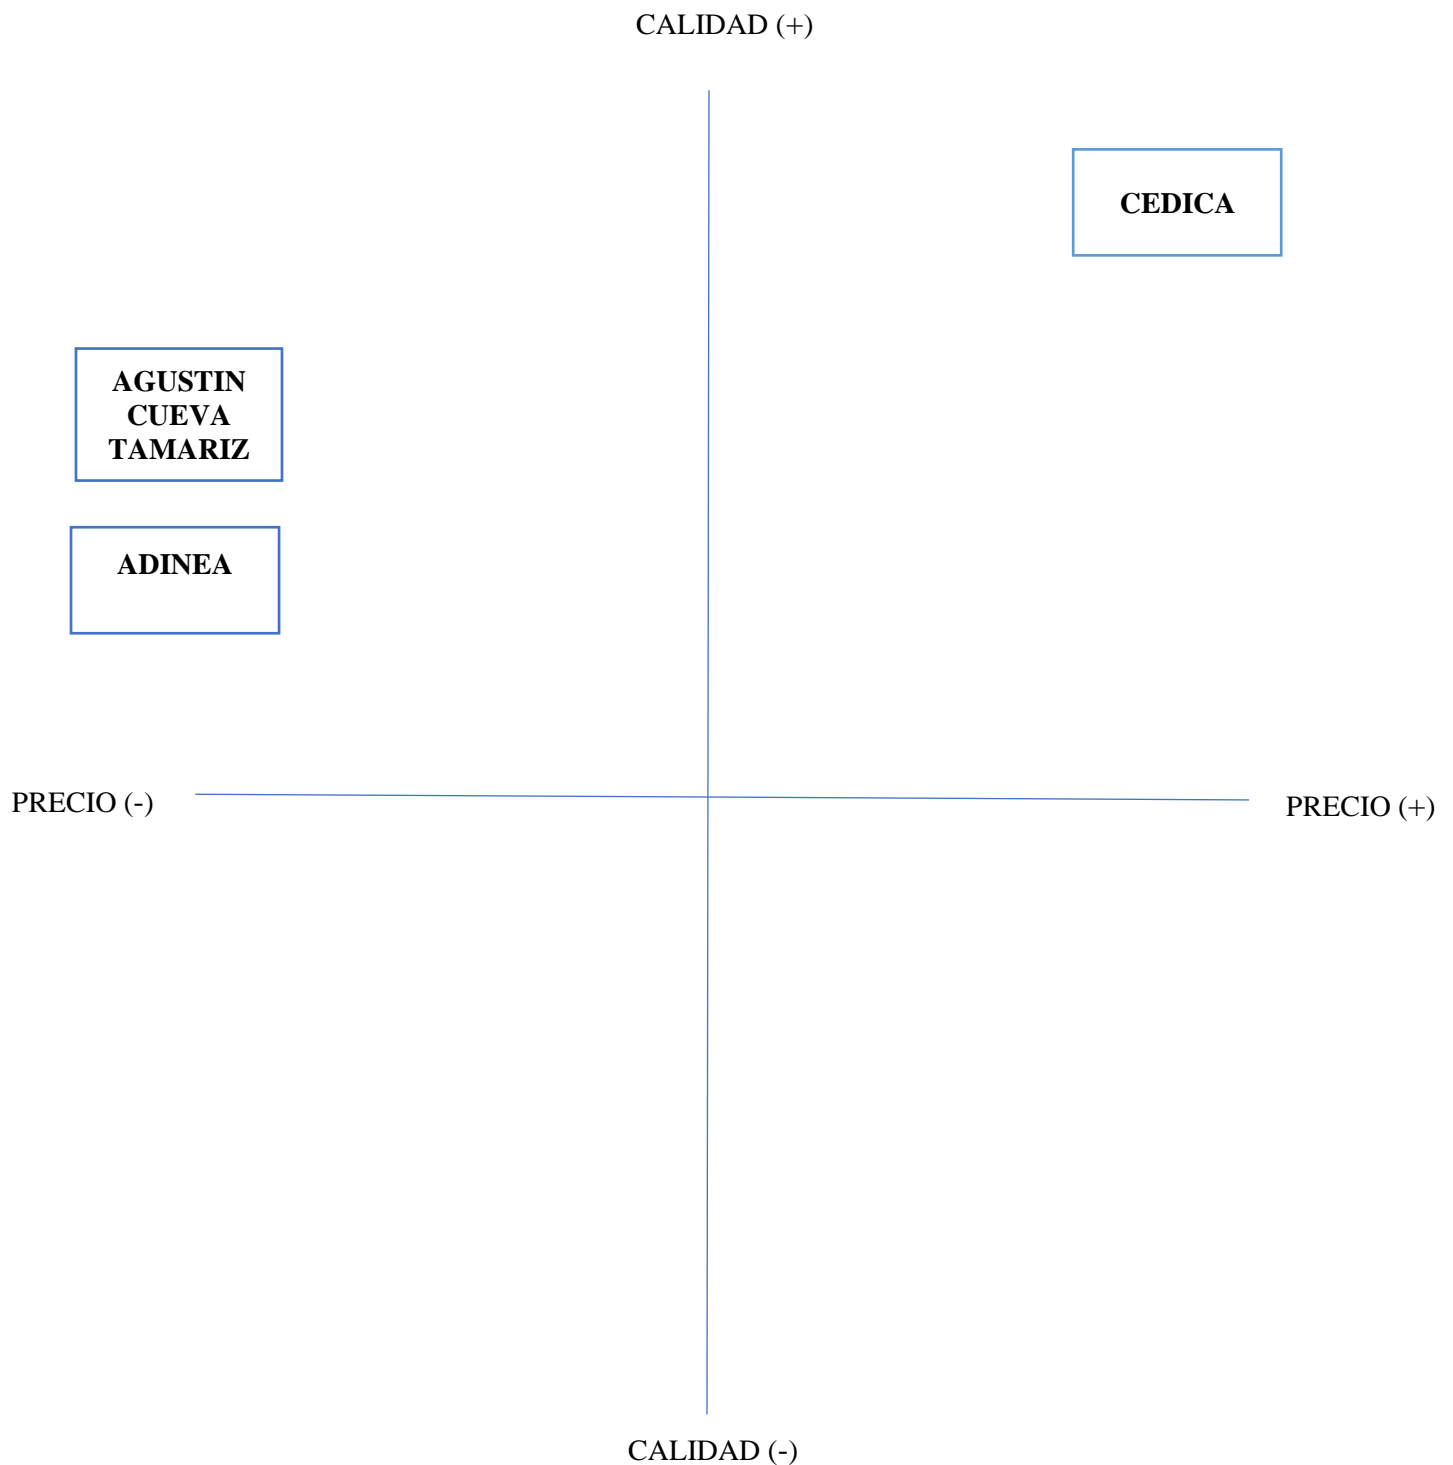 CALIDAD (+)
CEDICA
AGUSTIN
CUEVA
TAMARIZ
ADINEA
PRECIO (-)
PRECIO (+)
CALIDAD (-)